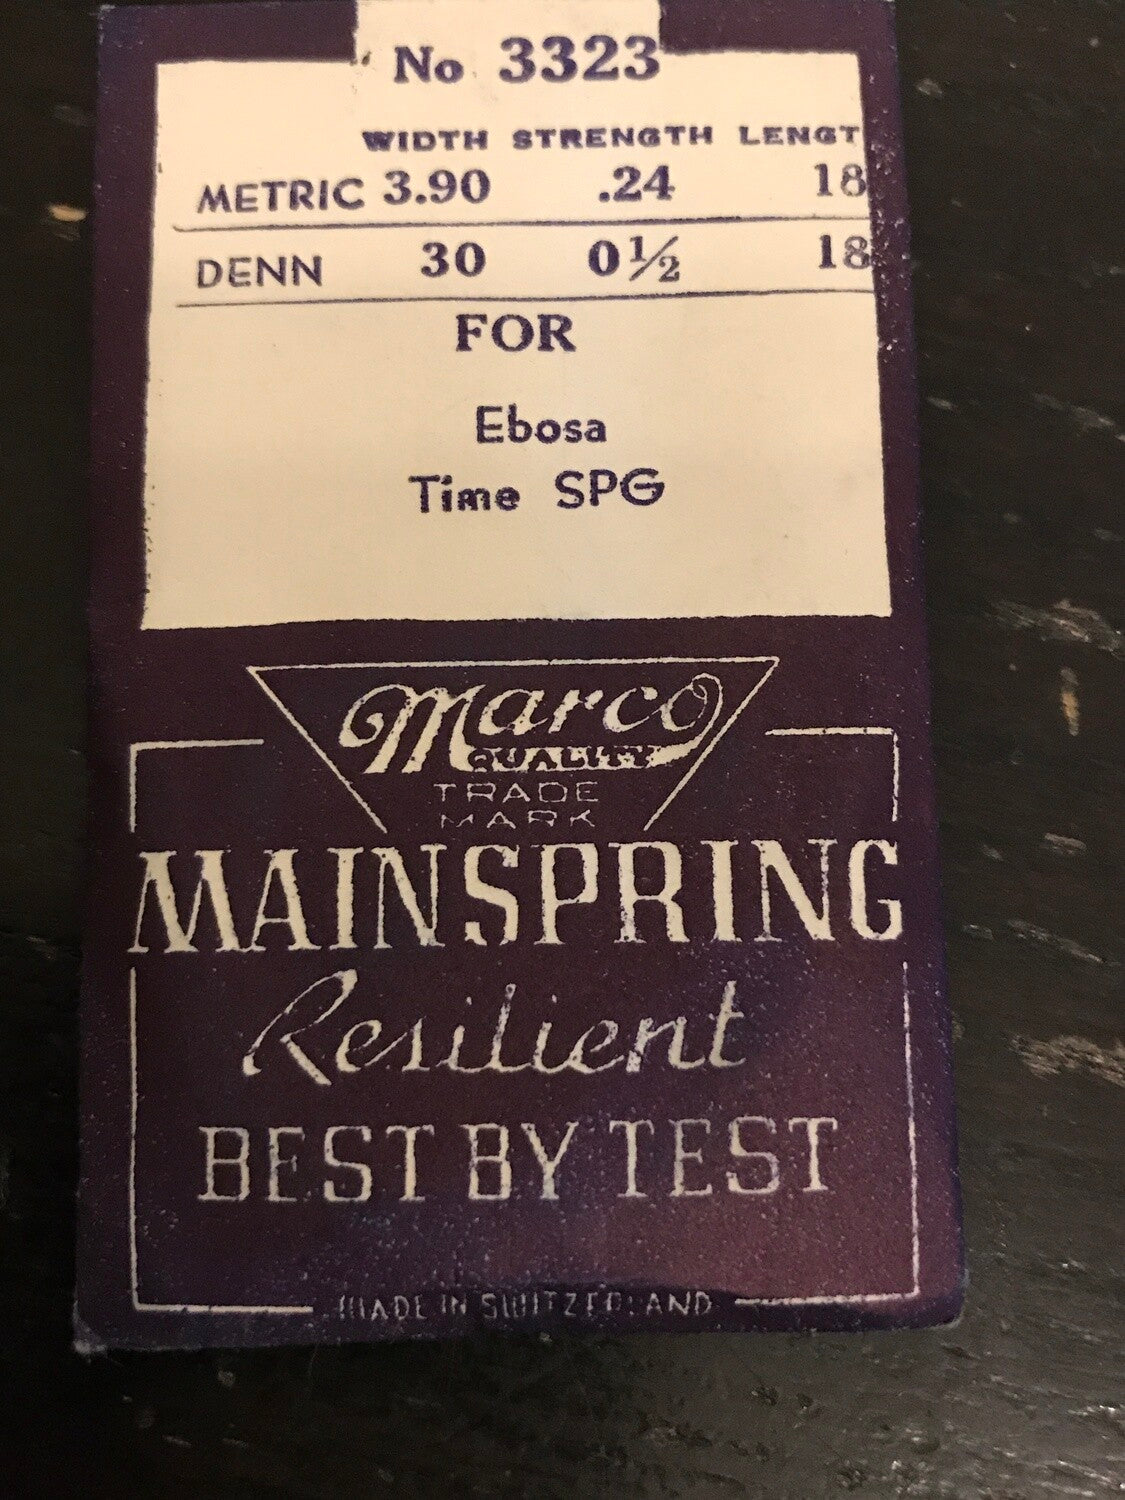 No 3323
WIDTH STRENGTH LENGT
METRIC 3.90 .24 18
DENN 30 0½ 18
FOR
Ebosa
Time SPG
Marco
QUALITY
TRADE
MARK
MAINSPRING
Resilient
BEST BY TEST
MADE IN SWITZERLAND